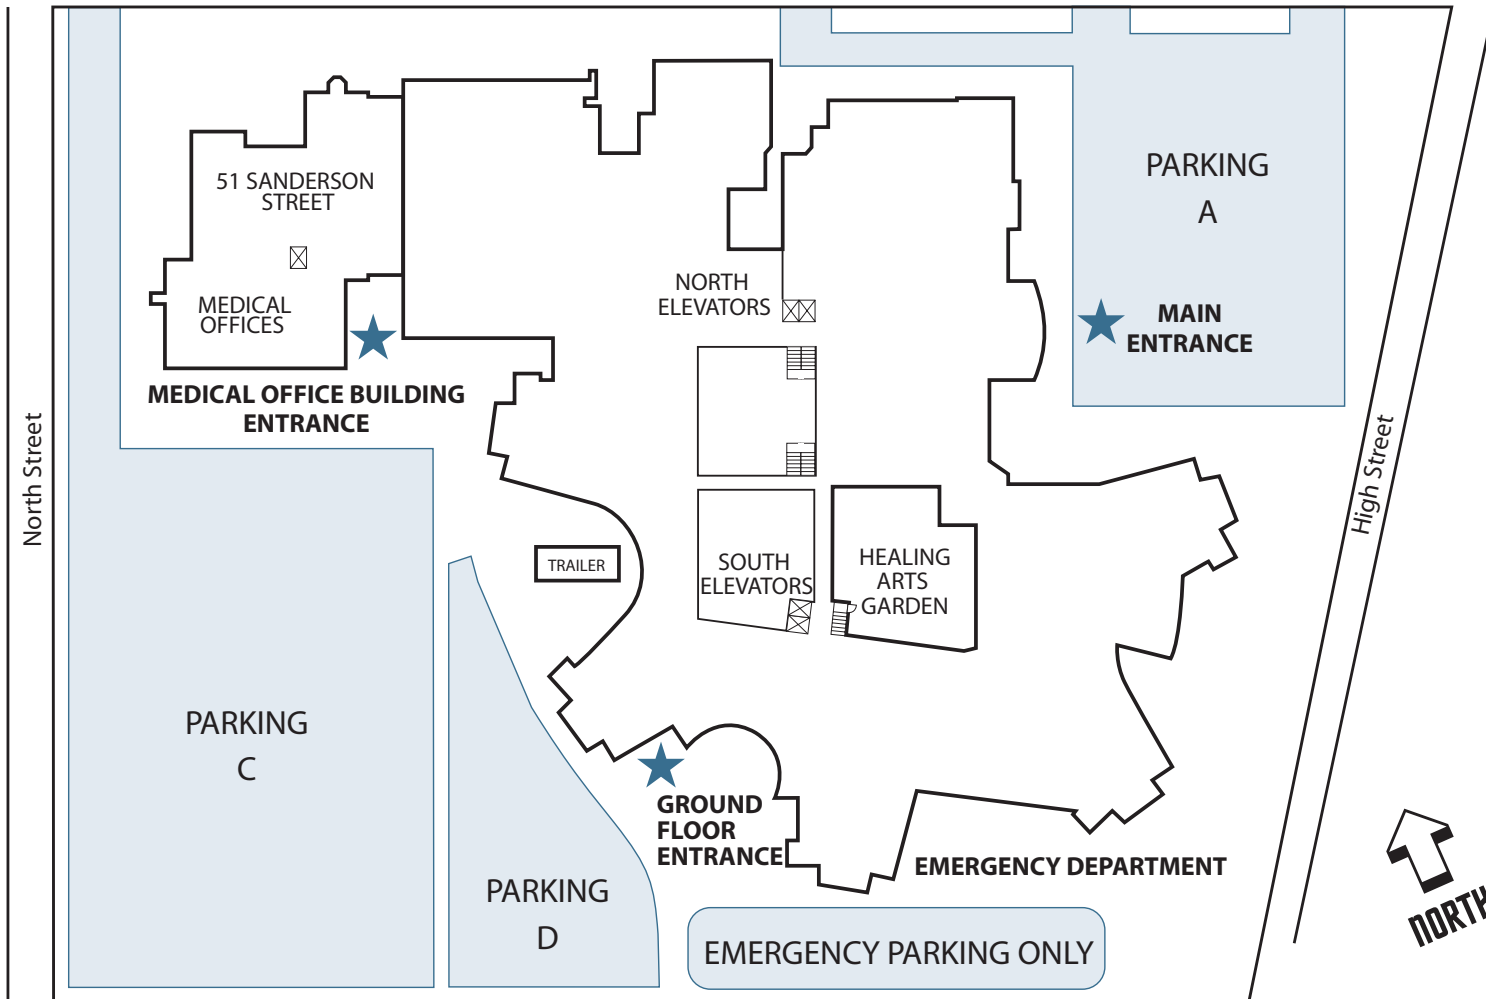 51 SANDERSON
STREET
MEDICAL
OFFICES
MEDICAL OFFICE BUILDING
ENTRANCE
NORTH
ELEVATORS
PARKING
A
MAIN
ENTRANCE
North Street
High Street
TRAILER
SOUTH
ELEVATORS
HEALING
ARTS
GARDEN
PARKING
C
GROUND
FLOOR
ENTRANCE
PARKING
D
EMERGENCY DEPARTMENT
EMERGENCY PARKING ONLY
NORTH